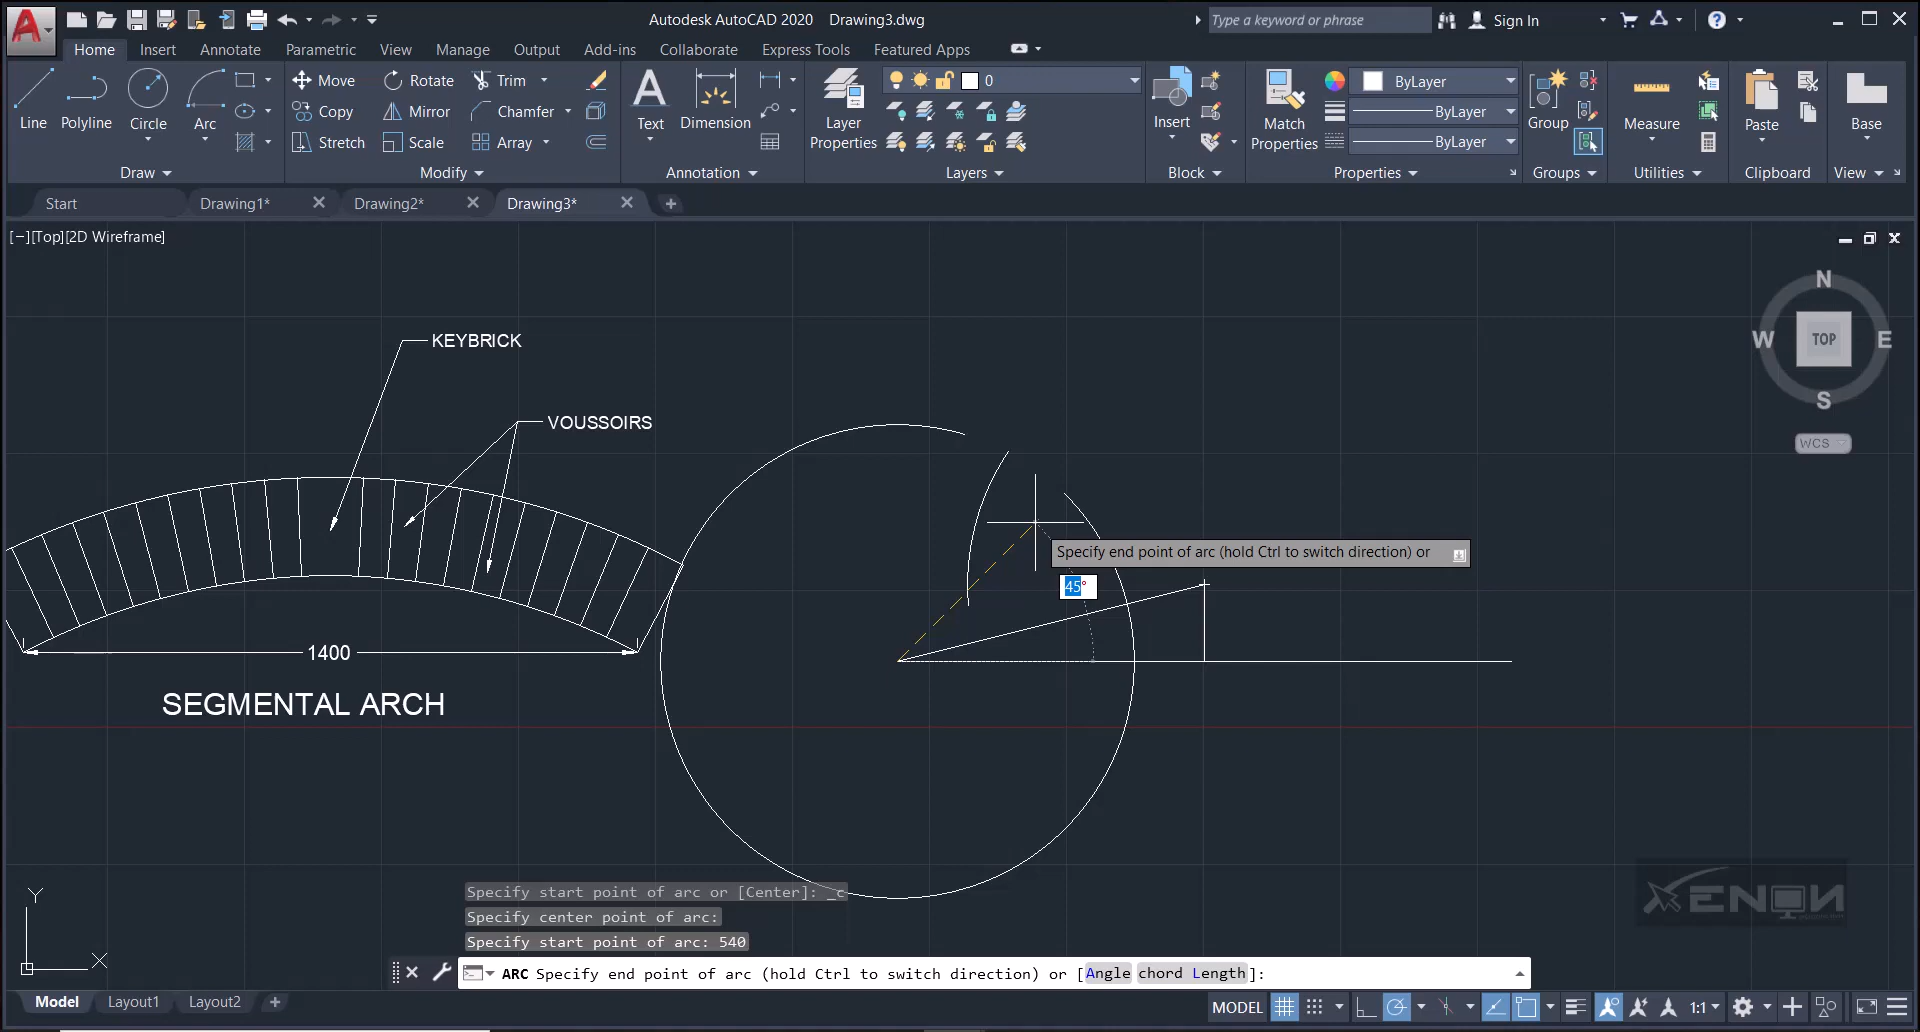 Autodesk AutoCAD 2020 Drawing3.dwg
Type a keyword or phrase
Sign In
Home Insert Annotate Parametric View Manage Output Add-ins Collaborate Express Tools Featured Apps
Line Polyline Circle Arc
Move Rotate Trim
Copy Mirror Chamfer
Stretch Scale Array
Text Dimension
Layer Properties
0
Insert
Match Properties
ByLayer
ByLayer
ByLayer
Group
Measure
Paste
Base
Draw Modify Annotation Layers Block Properties Groups Utilities Clipboard View
Start Drawing1* Drawing2* Drawing3*
[−][Top][2D Wireframe]
N
W TOP E
S
WCS
KEYBRICK
VOUSSOIRS
1400
SEGMENTAL ARCH
Specify end point of arc (hold Ctrl to switch direction) or
45°
Y
X
XENON
Specify start point of arc or [Center]: _c
Specify center point of arc:
Specify start point of arc: 540
ARC Specify end point of arc (hold Ctrl to switch direction) or [Angle chord Length]:
Model Layout1 Layout2
MODEL
1:1